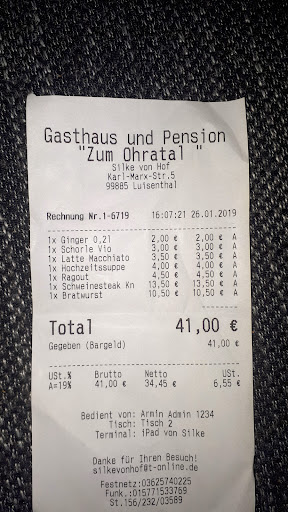 Gasthaus und Pension
"Zum Ohratal "
Silke von Hof
Karl-Marx-Str.5
99885 Luisenthal
Rechnung Nr.1-6719 16:07:21 26.01.2019
1x Ginger 0,2l 2,00 € 2,00 € A
1x Schorle Vio 3,00 € 3,00 € A
1x Latte Macchiato 3,50 € 3,50 € A
1x Hochzeitssuppe 4,00 € 4,00 € A
1x Ragout 4,50 € 4,50 € A
1x Schweinesteak Kn 13,50 € 13,50 € A
1x Bratwurst 10,50 € 10,50 € A
Total 41,00 €
Gegeben (Bargeld) 41,00 €
USt.% Brutto Netto USt.
A=19% 41,00 € 34,45 € 6,55 €
Bedient von: Armin Admin 1234
Tisch: Tisch 2
Terminal: iPad von Silke
Danke für Ihren Besuch!
silkevonhof@t-online.de
Festnetz:03625740225
Funk.:015771533769
St.156/232/03589